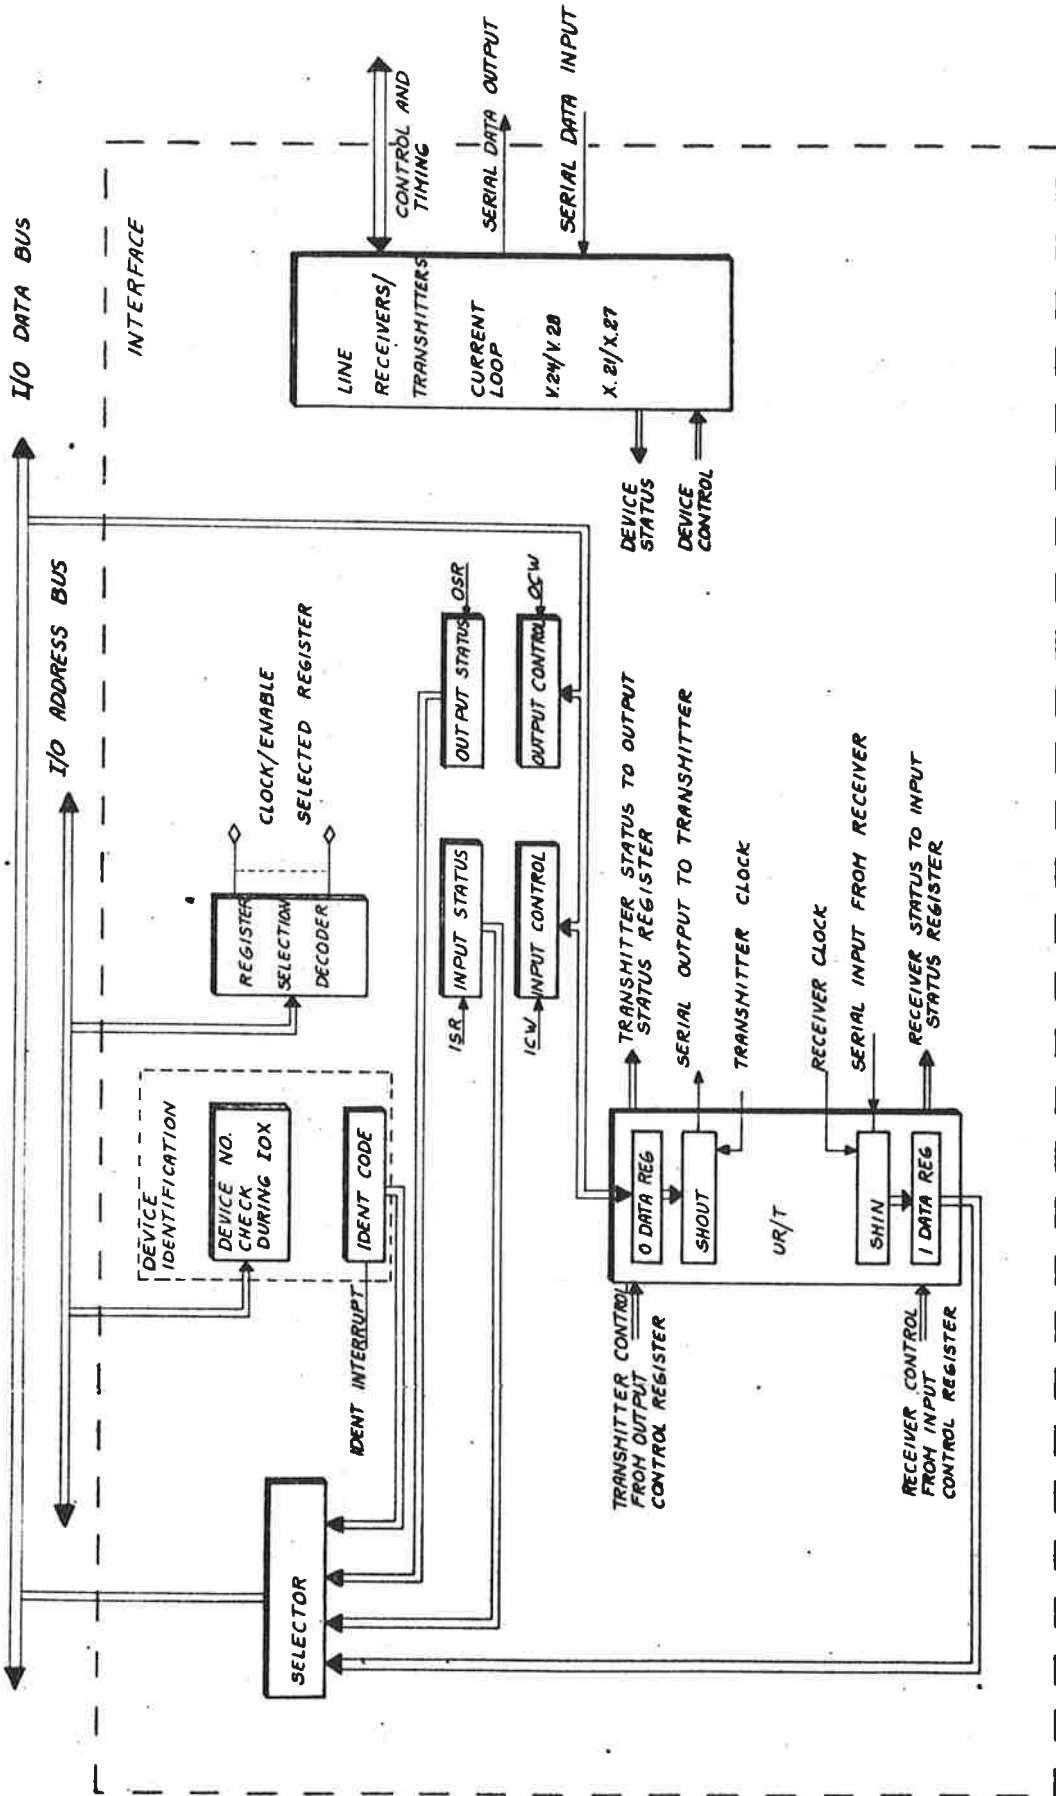 I/O DATA BUS
I/O ADDRESS BUS
INTERFACE
DEVICE
IDENTIFICATION
DEVICE NO.
CHECK
DURING IOX
IDENT CODE
IDENT INTERRUPT
REGISTER
SELECTION
DECODER
CLOCK/ENABLE
SELECTED REGISTER
SELECTOR
LINE
RECEIVERS/
TRANSMITTERS
CURRENT
LOOP
V.24/V.28
X.21/X.27
CONTROL AND
TIMING
SERIAL DATA OUTPUT
SERIAL DATA INPUT
DEVICE
STATUS
DEVICE
CONTROL
ISR
INPUT STATUS
OUTPUT STATUS
OSR
ICW
INPUT CONTROL
OUTPUT CONTROL
OCW
TRANSMITTER CONTROL
FROM OUTPUT
CONTROL REGISTER
O DATA REG
SHOUT
UR/T
SHIN
I DATA REG
TRANSMITTER STATUS TO OUTPUT
STATUS REGISTER
SERIAL OUTPUT TO TRANSMITTER
TRANSMITTER CLOCK
RECEIVER CLOCK
SERIAL INPUT FROM RECEIVER
RECEIVER STATUS TO INPUT
STATUS REGISTER
RECEIVER CONTROL
FROM INPUT
CONTROL REGISTER